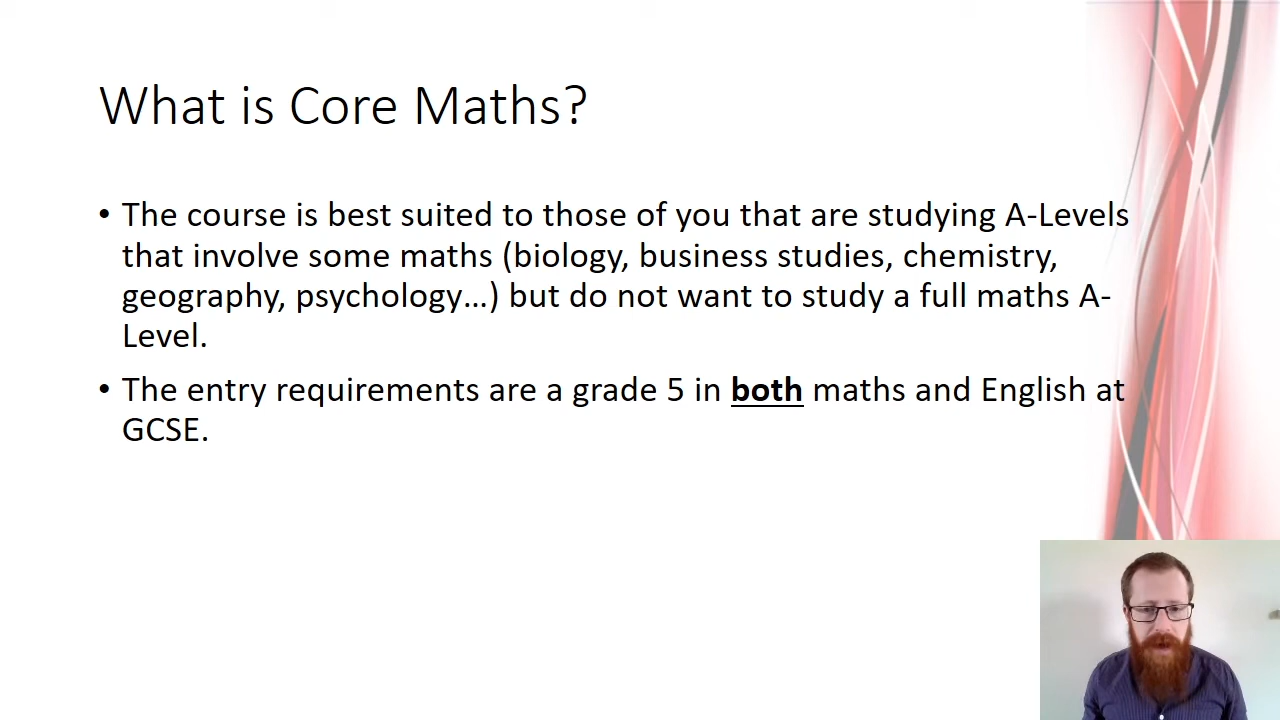 What is Core Maths?
• The course is best suited to those of you that are studying A-Levels
that involve some maths (biology, business studies, chemistry,
geography, psychology…) but do not want to study a full maths A-
Level.
• The entry requirements are a grade 5 in both maths and English at
GCSE.